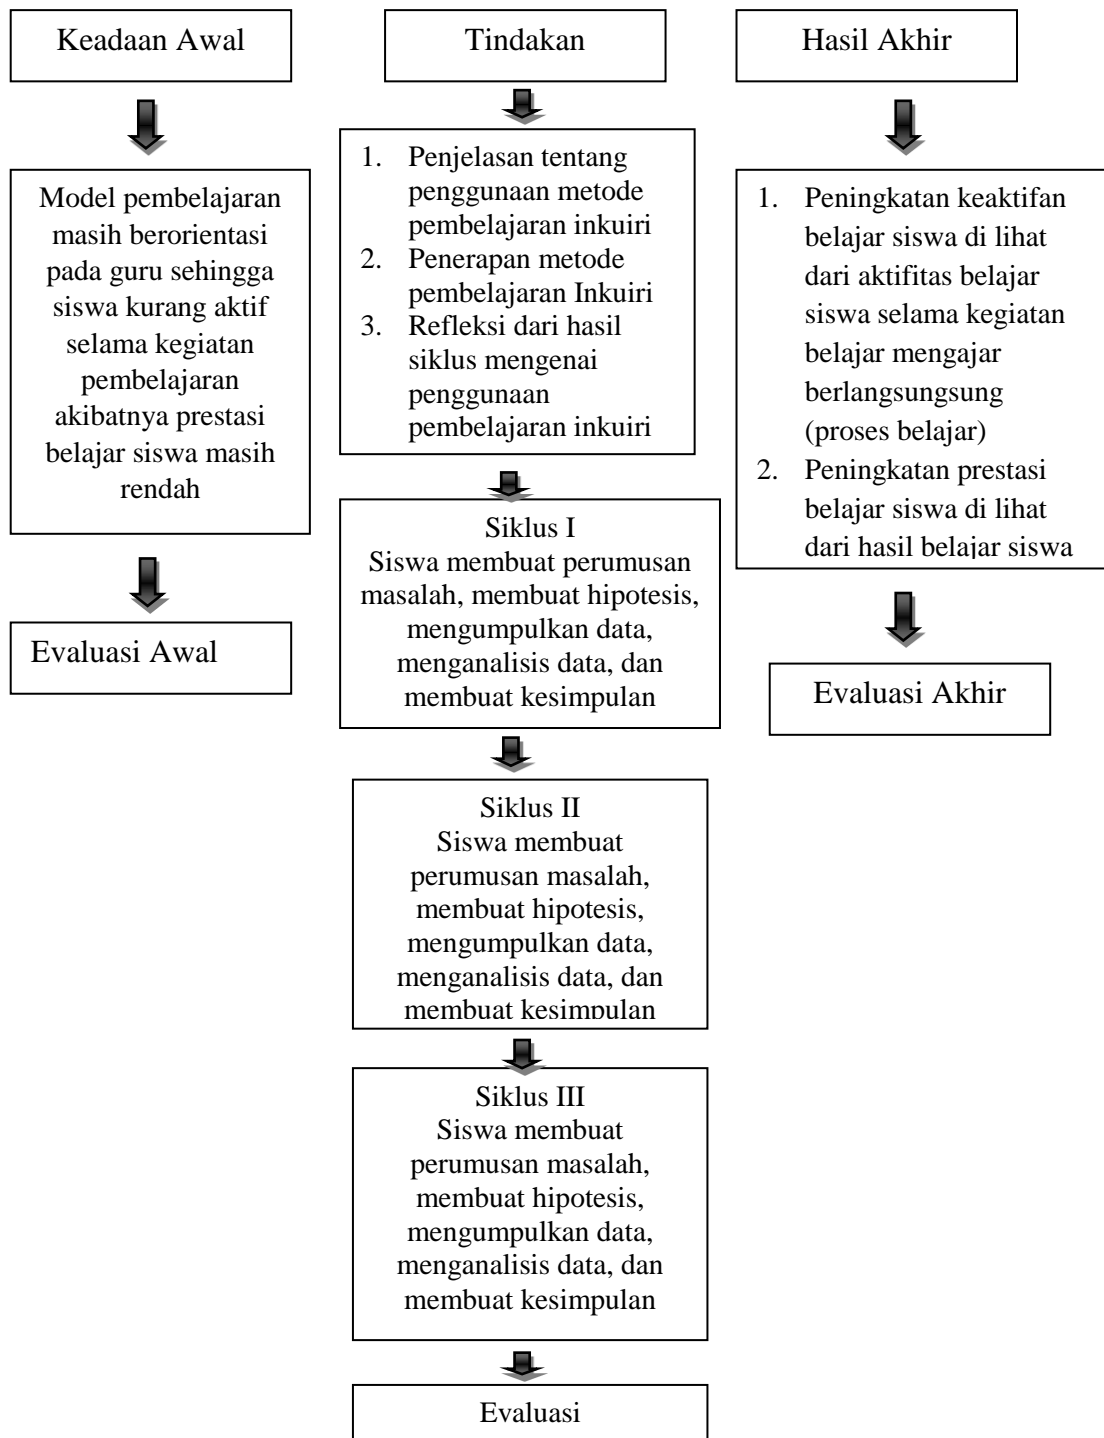 Keadaan Awal
Model pembelajaran
masih berorientasi
pada guru sehingga
siswa kurang aktif
selama kegiatan
pembelajaran
akibatnya prestasi
belajar siswa masih
rendah
Evaluasi Awal
Tindakan
1. Penjelasan tentang
penggunaan metode
pembelajaran inkuiri
2. Penerapan metode
pembelajaran Inkuiri
3. Refleksi dari hasil
siklus mengenai
penggunaan
pembelajaran inkuiri
Siklus I
Siswa membuat perumusan
masalah, membuat hipotesis,
mengumpulkan data,
menganalisis data, dan
membuat kesimpulan
Siklus II
Siswa membuat
perumusan masalah,
membuat hipotesis,
mengumpulkan data,
menganalisis data, dan
membuat kesimpulan
Siklus III
Siswa membuat
perumusan masalah,
membuat hipotesis,
mengumpulkan data,
menganalisis data, dan
membuat kesimpulan
Evaluasi
Hasil Akhir
1. Peningkatan keaktifan
belajar siswa di lihat
dari aktifitas belajar
siswa selama kegiatan
belajar mengajar
berlangsungsung
(proses belajar)
2. Peningkatan prestasi
belajar siswa di lihat
dari hasil belajar siswa
Evaluasi Akhir